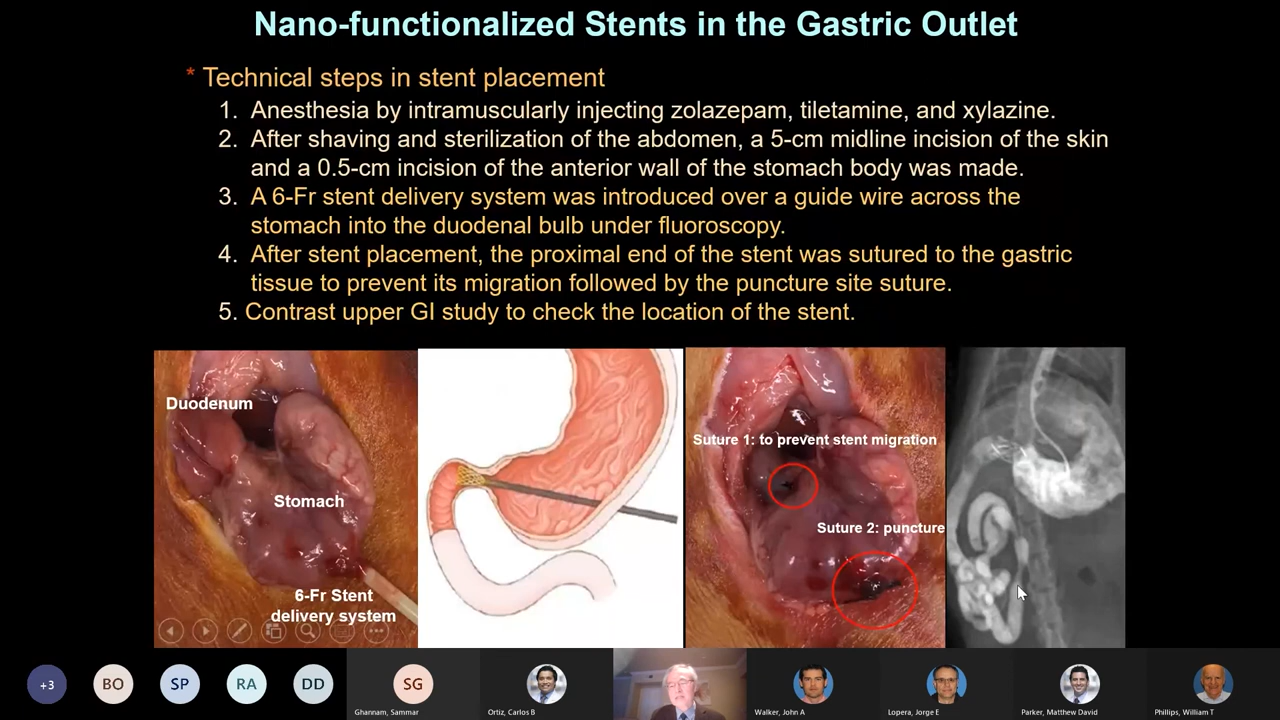 Nano-functionalized Stents in the Gastric Outlet
* Technical steps in stent placement
1. Anesthesia by intramuscularly injecting zolazepam, tiletamine, and xylazine.
2. After shaving and sterilization of the abdomen, a 5-cm midline incision of the skin
and a 0.5-cm incision of the anterior wall of the stomach body was made.
3. A 6-Fr stent delivery system was introduced over a guide wire across the
stomach into the duodenal bulb under fluoroscopy.
4. After stent placement, the proximal end of the stent was sutured to the gastric
tissue to prevent its migration followed by the puncture site suture.
5. Contrast upper GI study to check the location of the stent.
Duodenum
Stomach
6-Fr Stent
delivery system
Suture 1: to prevent stent migration
Suture 2: puncture
+3
BO
SP
RA
DD
SG
Ghannam, Sammar
Ortiz, Carlos B
Walker, John A
Lopera, Jorge E
Parker, Matthew David
Phillips, William T